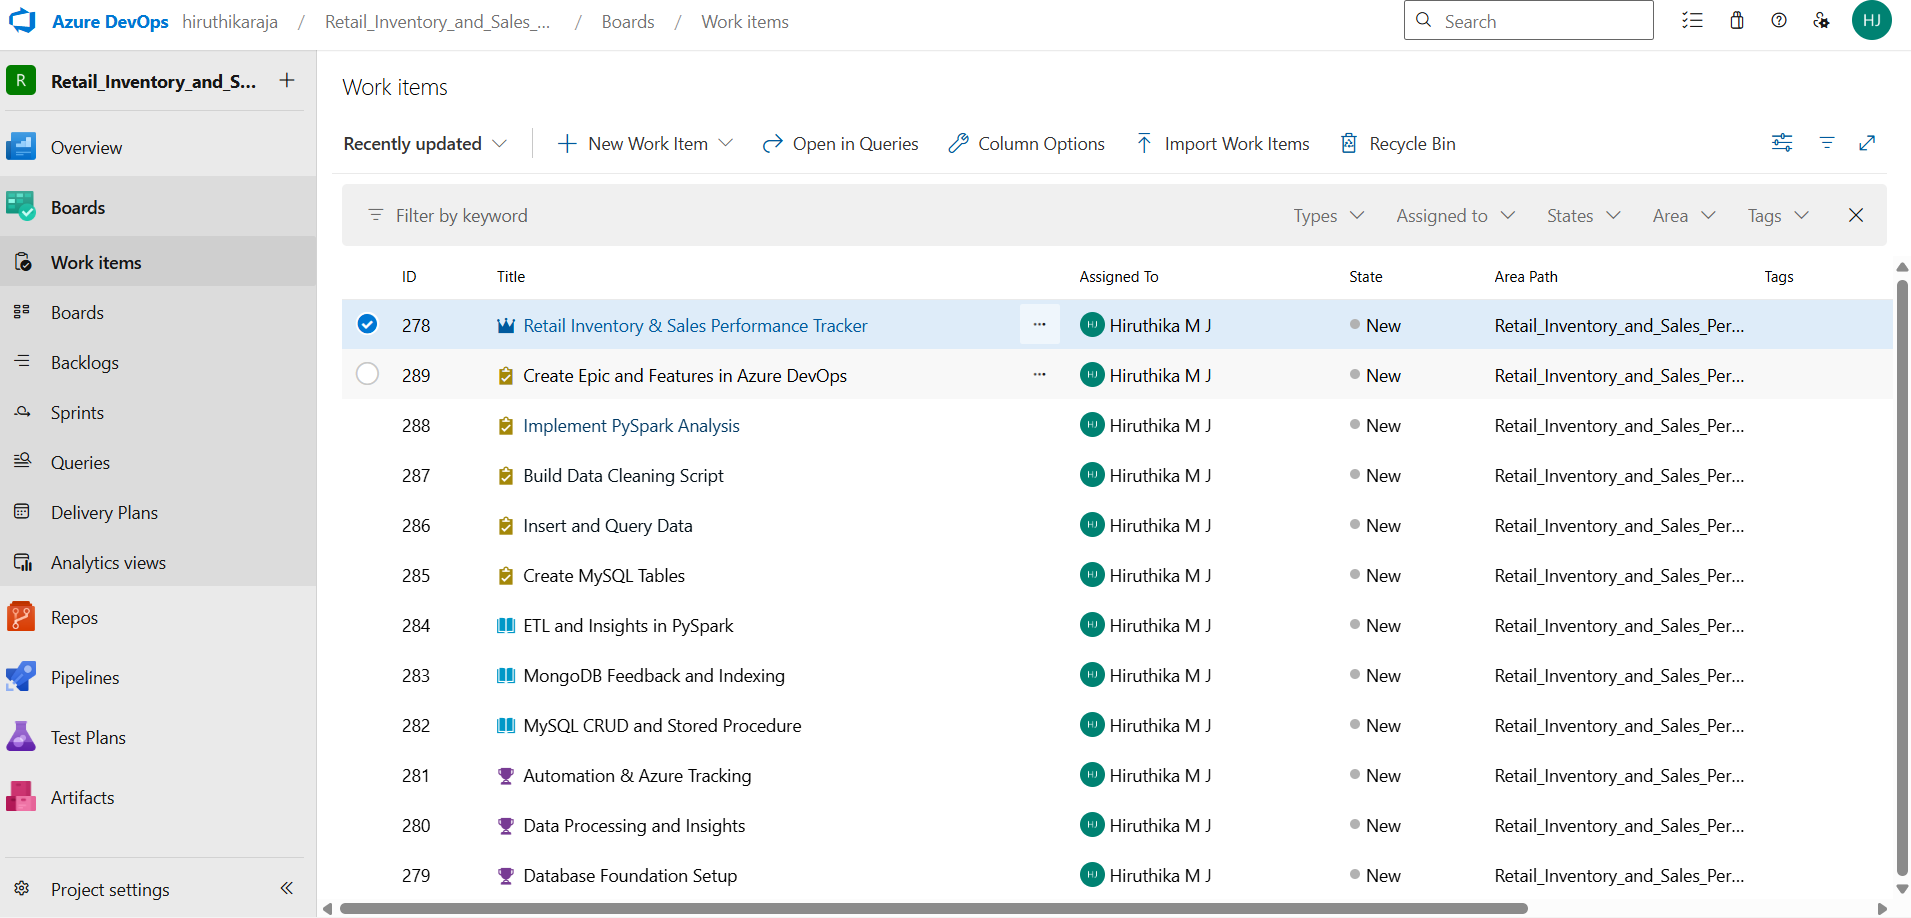 Azure DevOps hiruthikaraja / Retail_Inventory_and_Sales_... / Boards / Work items Search HJ
R Retail_Inventory_and_S...
Overview
Boards
Work items
Boards
Backlogs
Sprints
Queries
Delivery Plans
Analytics views
Repos
Pipelines
Test Plans
Artifacts
Project settings
Work items
Recently updated New Work Item Open in Queries Column Options Import Work Items Recycle Bin
Filter by keyword Types Assigned to States Area Tags
ID Title Assigned To State Area Path Tags
278 Retail Inventory & Sales Performance Tracker ... HJ Hiruthika M J New Retail_Inventory_and_Sales_Per...
289 Create Epic and Features in Azure DevOps ... HJ Hiruthika M J New Retail_Inventory_and_Sales_Per...
288 Implement PySpark Analysis HJ Hiruthika M J New Retail_Inventory_and_Sales_Per...
287 Build Data Cleaning Script HJ Hiruthika M J New Retail_Inventory_and_Sales_Per...
286 Insert and Query Data HJ Hiruthika M J New Retail_Inventory_and_Sales_Per...
285 Create MySQL Tables HJ Hiruthika M J New Retail_Inventory_and_Sales_Per...
284 ETL and Insights in PySpark HJ Hiruthika M J New Retail_Inventory_and_Sales_Per...
283 MongoDB Feedback and Indexing HJ Hiruthika M J New Retail_Inventory_and_Sales_Per...
282 MySQL CRUD and Stored Procedure HJ Hiruthika M J New Retail_Inventory_and_Sales_Per...
281 Automation & Azure Tracking HJ Hiruthika M J New Retail_Inventory_and_Sales_Per...
280 Data Processing and Insights HJ Hiruthika M J New Retail_Inventory_and_Sales_Per...
279 Database Foundation Setup HJ Hiruthika M J New Retail_Inventory_and_Sales_Per...